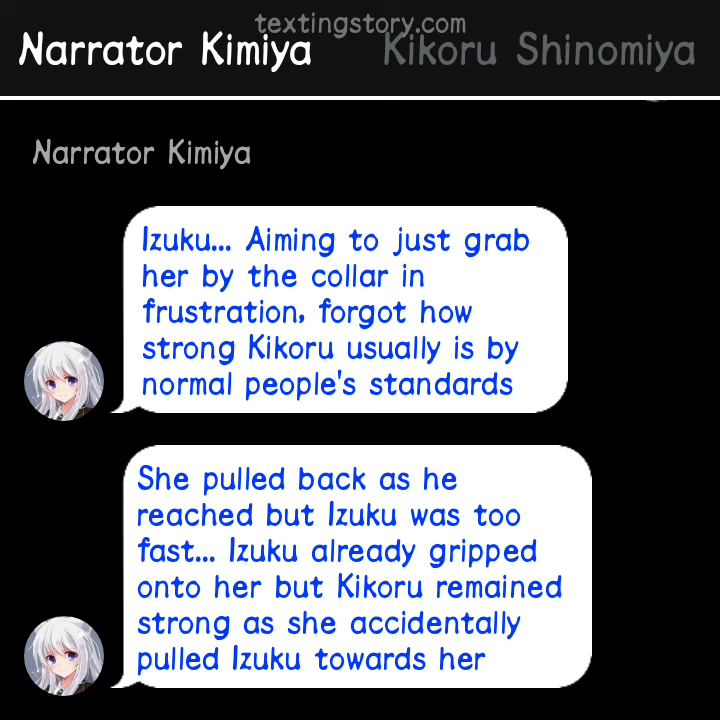 textingstory.com
Narrator Kimiya Kikoru Shinomiya
Narrator Kimiya
Izuku... Aiming to just grab
her by the collar in
frustration, forgot how
strong Kikoru usually is by
normal people's standards
She pulled back as he
reached but Izuku was too
fast... Izuku already gripped
onto her but Kikoru remained
strong as she accidentally
pulled Izuku towards her